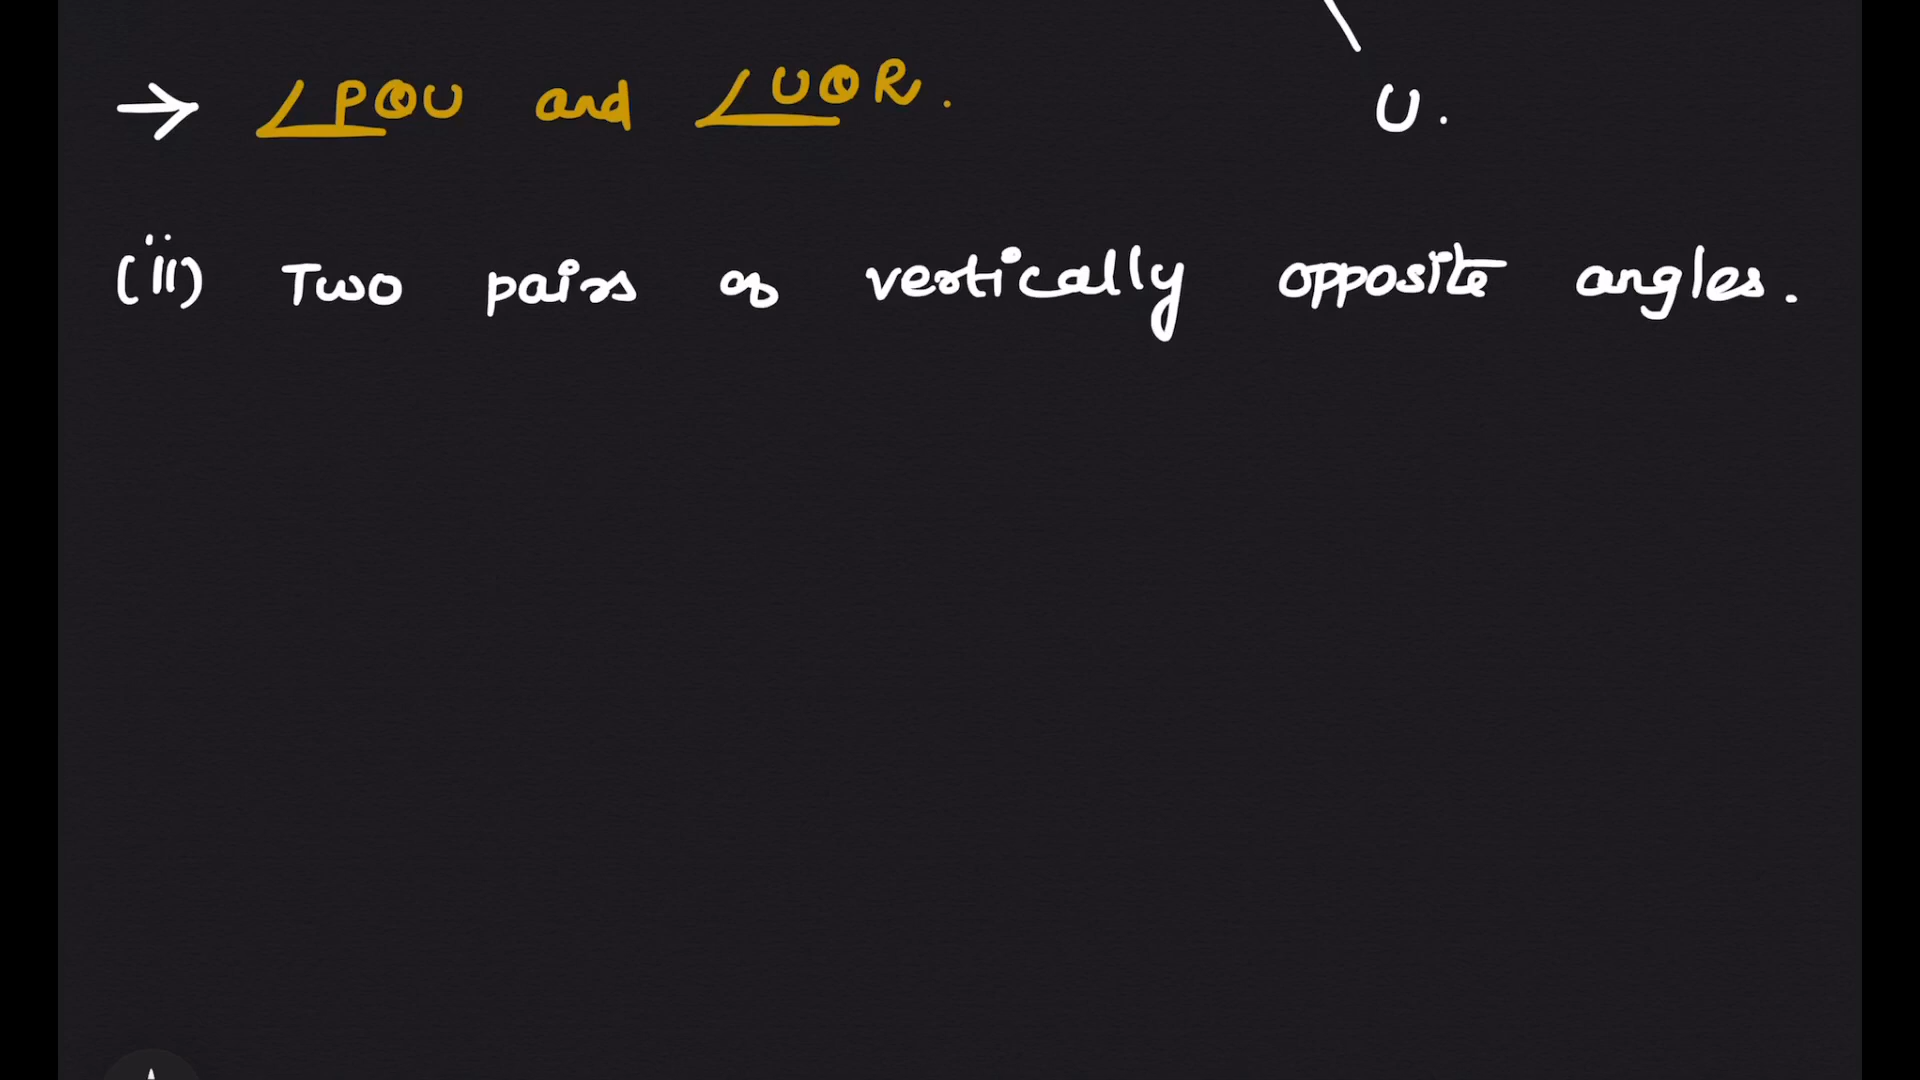 → ∠PQU and ∠UQR.
U.
(ii) Two pairs of vertically opposite angles.